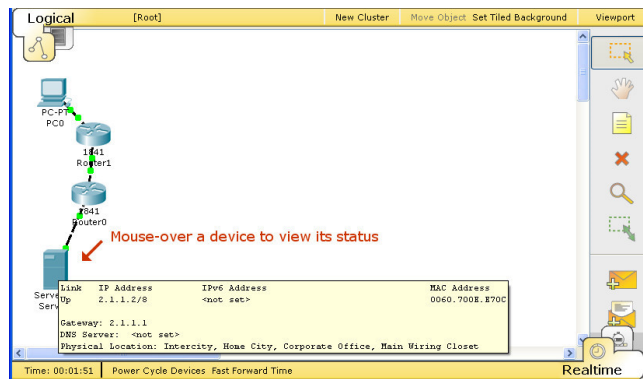 Logical [Root] New Cluster Move Object Set Tiled Background Viewport
PC-PT
PC0
1841
Router1
1841
Router0
Mouse-over a device to view its status
Server
Serv
Link IP Address IPv6 Address MAC Address
Up 2.1.1.2/8 <not set> 0060.700E.E70C
Gateway: 2.1.1.1
DNS Server: <not set>
Physical Location: Intercity, Home City, Corporate Office, Main Wiring Closet
Time: 00:01:51 Power Cycle Devices Fast Forward Time Realtime